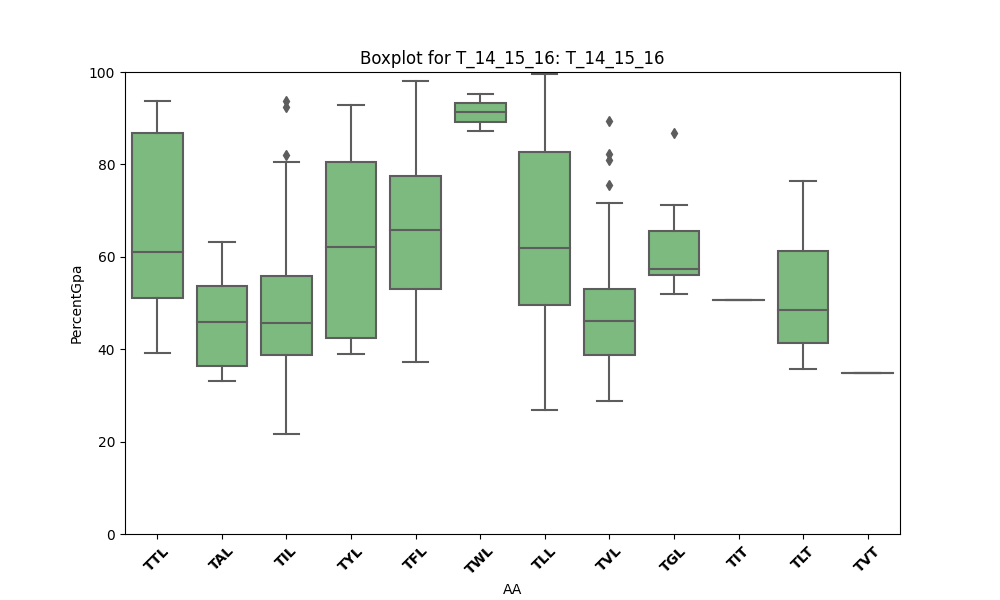 Boxplot for T_14_15_16: T_14_15_16
100
80
60
40
20
0
PercentGpa
TTL TAL TIL TYL TFL TWL TLL TVL TGL TIT TLT TVT
AA